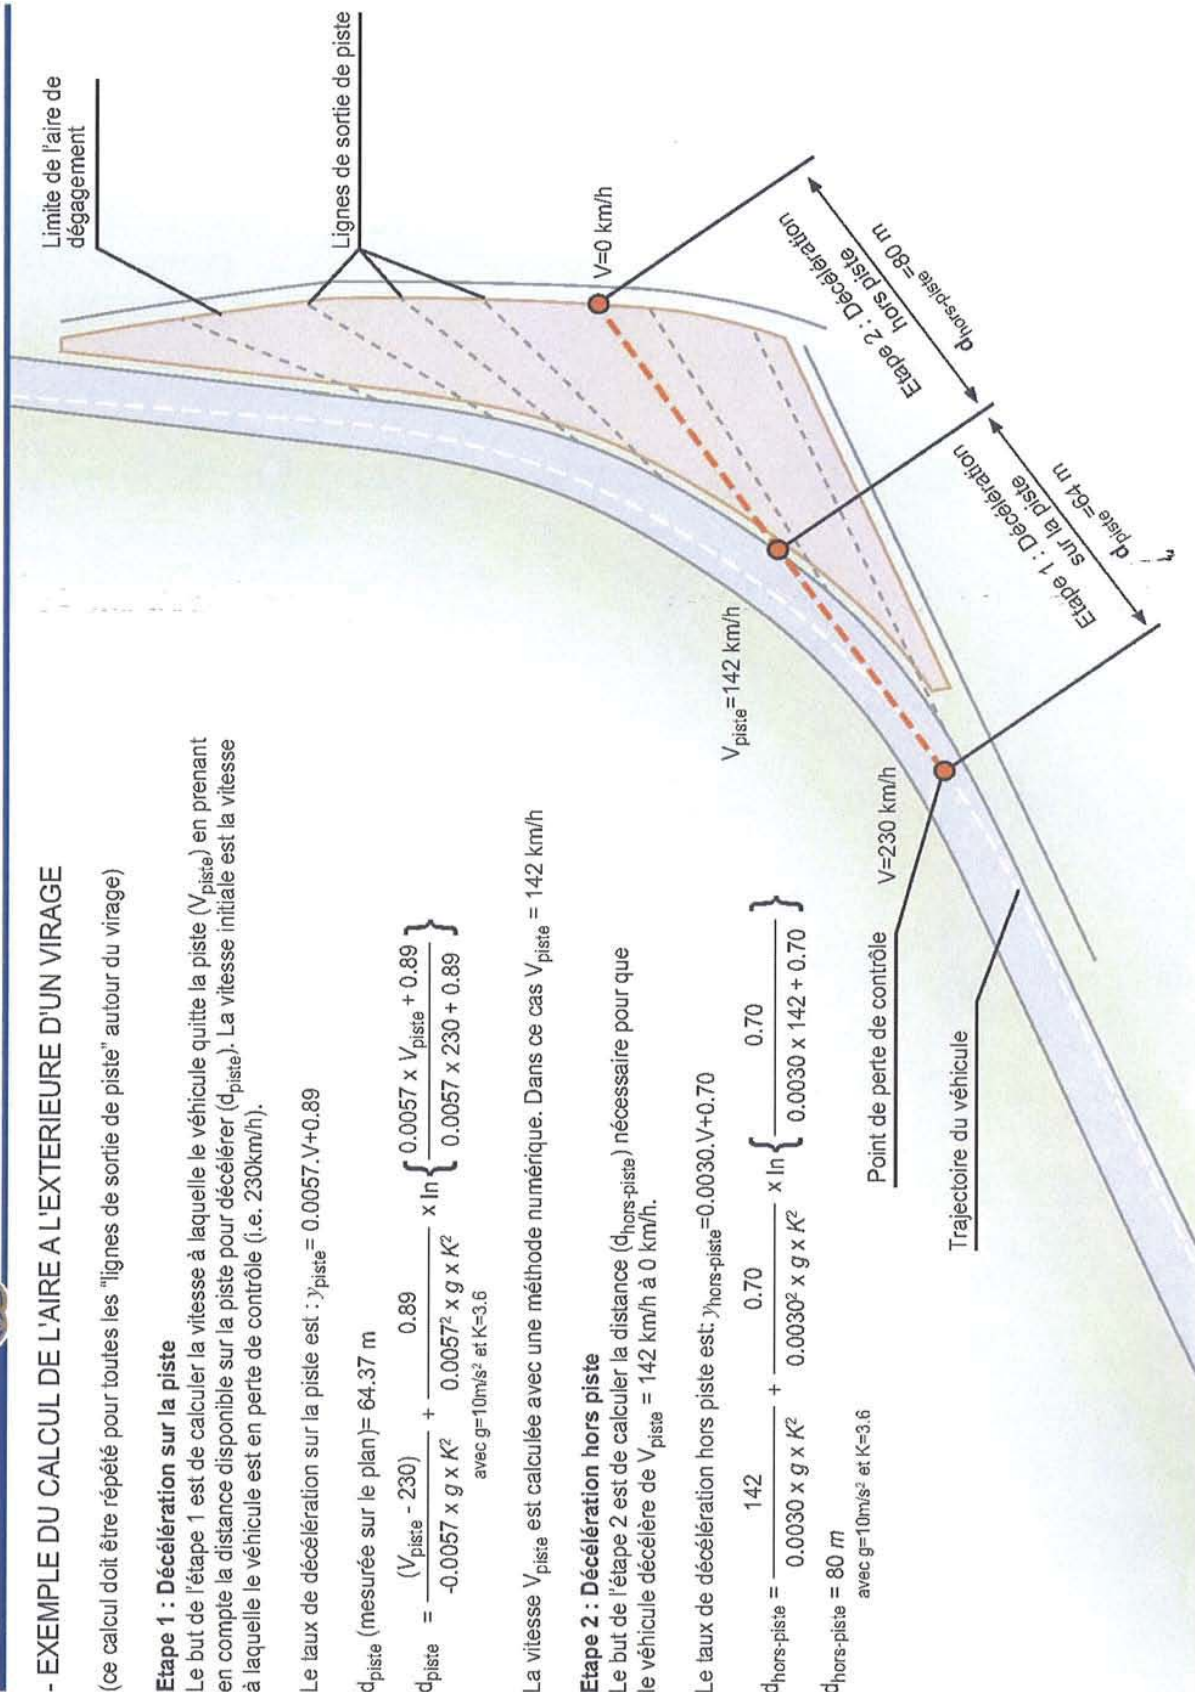 - EXEMPLE DU CALCUL DE L'AIRE A L'EXTERIEURE D'UN VIRAGE
(ce calcul doit être répété pour toutes les "lignes de sortie de piste" autour du virage)
Etape 1 : Décélération sur la piste
Le but de l'étape 1 est de calculer la vitesse à laquelle le véhicule quitte la piste (Vpiste) en prenant
en compte la distance disponible sur la piste pour décélérer (dpiste). La vitesse initiale est la vitesse
à laquelle le véhicule est en perte de contrôle (i.e. 230km/h).
Le taux de décélération sur la piste est : ypiste= 0.0057.V+0.89
dpiste (mesurée sur le plan)= 64.37 m
dpiste = (Vpiste - 230) / -0.0057 x g x K² + 0.89 / 0.0057² x g x K² x ln { 0.0057 x Vpiste + 0.89 / 0.0057 x 230 + 0.89 }
avec g=10m/s² et K=3.6
La vitesse Vpiste est calculée avec une méthode numérique. Dans ce cas Vpiste = 142 km/h
Etape 2 : Décélération hors piste
Le but de l'étape 2 est de calculer la distance (dhors-piste) nécessaire pour que
le véhicule décélère de Vpiste = 142 km/h à 0 km/h.
Le taux de décélération hors piste est: yhors-piste=0.0030.V+0.70
dhors-piste = 142 / 0.0030 x g x K² + 0.70 / 0.0030² x g x K² x ln { 0.70 / 0.0030 x 142 + 0.70 }
dhors-piste = 80 m
avec g=10m/s² et K=3.6
Limite de l'aire de
dégagement
Lignes de sortie de piste
V=0 km/h
Etape 2 : Décélération
hors piste
dhors-piste=80 m
Vpiste=142 km/h
Etape 1 : Décélération
sur la piste
dpiste=64 m
V=230 km/h
Point de perte de contrôle
Trajectoire du véhicule